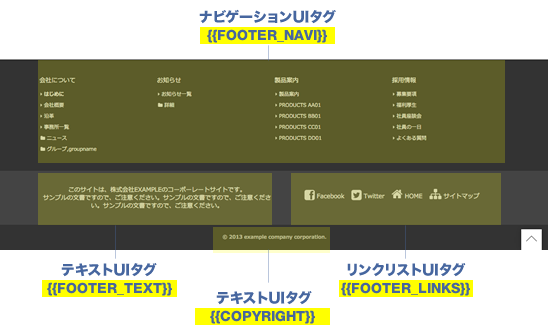 ナビゲーションUIタグ
{{FOOTER_NAVI}}
会社について
はじめに
会社概要
沿革
事務所一覧
ニュース
グループ,groupname
お知らせ
お知らせ一覧
詳細
製品案内
製品案内
PRODUCTS AA01
PRODUCTS BB01
PRODUCTS CC01
PRODUCTS DD01
採用情報
募集要項
福利厚生
社員座談会
社員の一日
よくある質問
このサイトは、株式会社EXAMPLEのコーポレートサイトです。
サンプルの文書ですので、ご注意ください。サンプルの文書ですので、ご注意くださ
い。サンプルの文書ですので、ご注意ください。
Facebook Twitter HOME サイトマップ
© 2013 example company corporation.
テキストUIタグ
{{FOOTER_TEXT}}
テキストUIタグ
{{COPYRIGHT}}
リンクリストUIタグ
{{FOOTER_LINKS}}